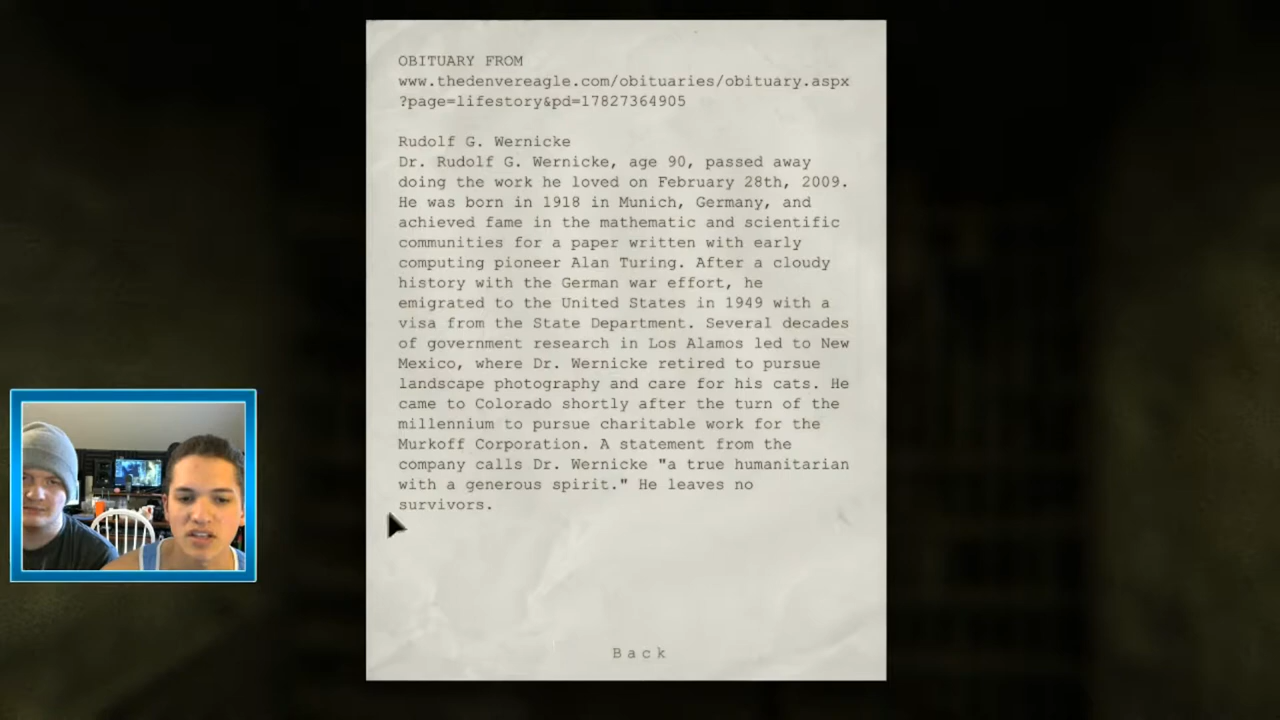 OBITUARY FROM
www.thedenvereagle.com/obituaries/obituary.aspx
?page=lifestory&pd=17827364905
Rudolf G. Wernicke
Dr. Rudolf G. Wernicke, age 90, passed away
doing the work he loved on February 28th, 2009.
He was born in 1918 in Munich, Germany, and
achieved fame in the mathematic and scientific
communities for a paper written with early
computing pioneer Alan Turing. After a cloudy
history with the German war effort, he
emigrated to the United States in 1949 with a
visa from the State Department. Several decades
of government research in Los Alamos led to New
Mexico, where Dr. Wernicke retired to pursue
landscape photography and care for his cats. He
came to Colorado shortly after the turn of the
millennium to pursue charitable work for the
Murkoff Corporation. A statement from the
company calls Dr. Wernicke "a true humanitarian
with a generous spirit." He leaves no
survivors.
Back